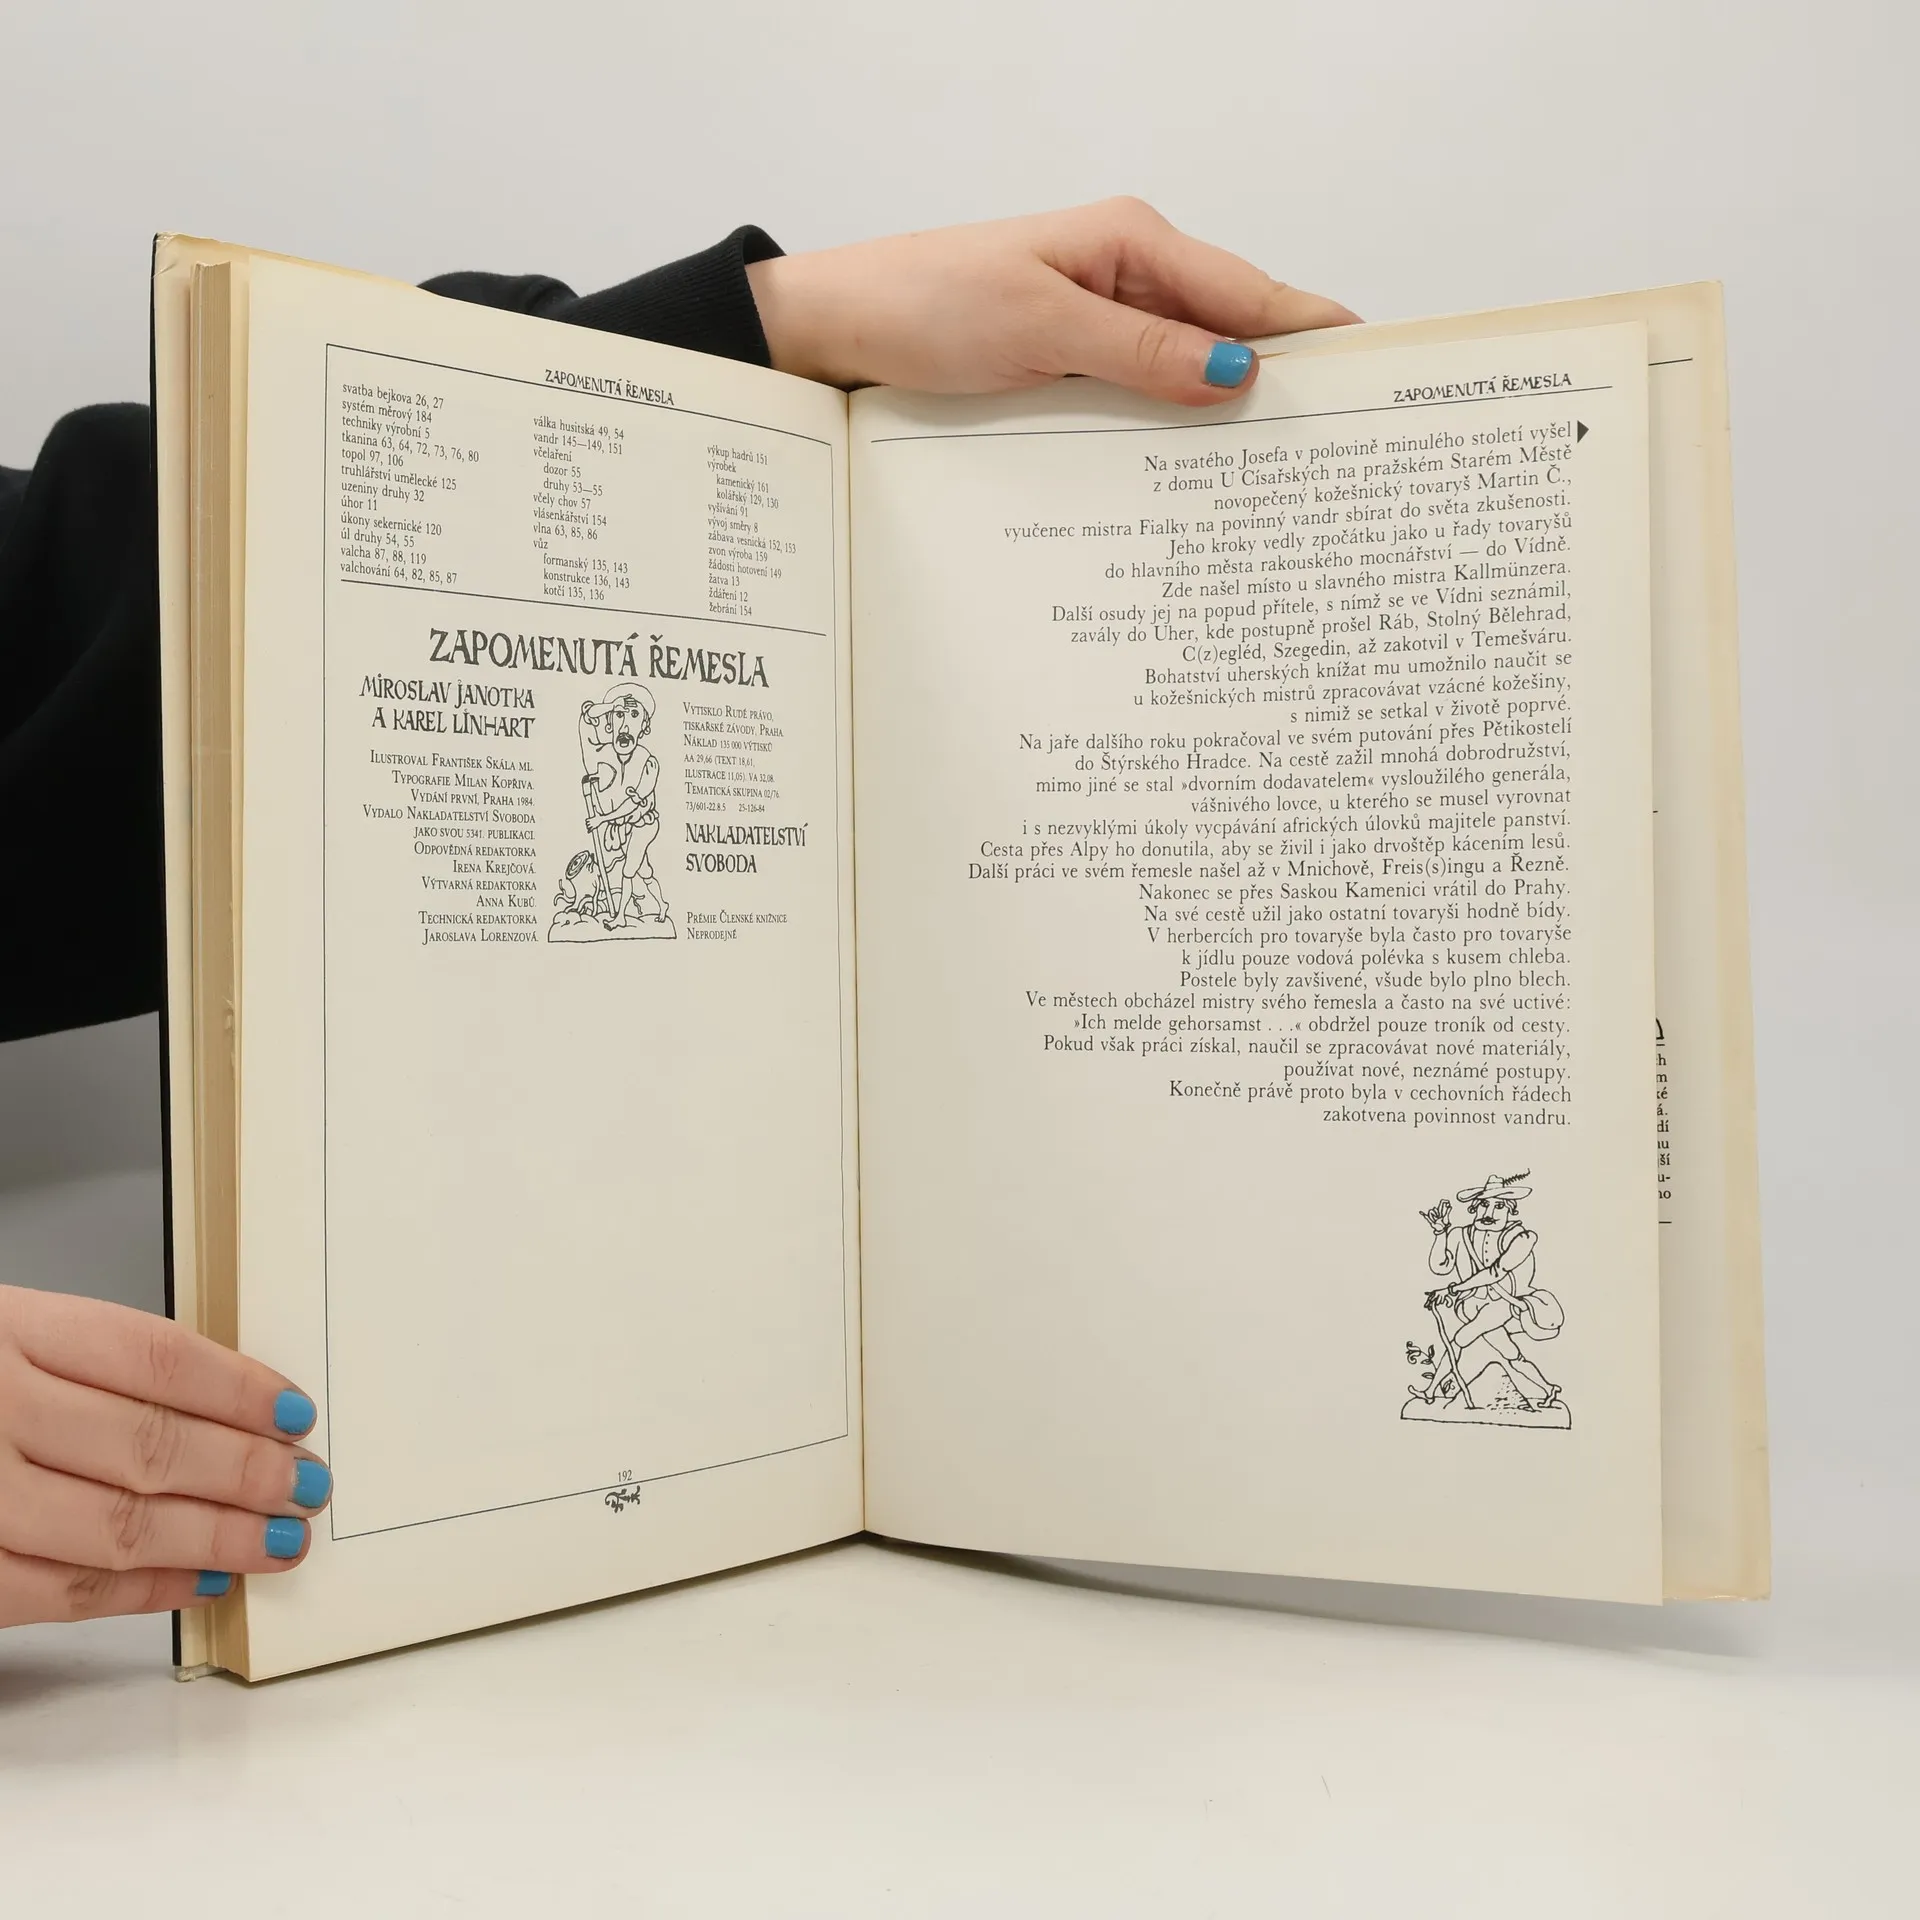 ZAPOMENUTÁ ŘEMESLA
svatba bejkova 26, 27
systém měrový 184
techniky výrobní 5
tkanina 63, 64, 72, 73, 76, 80
topol 97, 106
truhlářství umělecké 125
uzeniny druhy 32
úhor 11
úkony sekernické 120
úl druhy 54, 55
valcha 87, 88, 119
valchování 64, 82, 85, 87
válka husitská 49, 54
vandr 145—149, 151
včelaření
dozor 55
druhy 53—55
včely chov 57
vlásenkářství 154
vlna 63, 85, 86
vůz
formanský 135, 143
konstrukce 136, 143
kotčí 135, 136
výkup hadrů 151
výrobek
kamenický 161
kolářský 129, 130
vyšívání 91
vývoj směry 8
zábava vesnická 152, 153
zvon výroba 159
žádosti hotovení 149
žatva 13
ždáření 12
žebrání 154
ZAPOMENUTÁ ŘEMESLA
MIROSLAV JANOTKA
A KAREL LINHART
ILUSTROVAL FRANTIŠEK SKÁLA ML.
TYPOGRAFIE MILAN KOPŘIVA.
VYDÁNÍ PRVNÍ, PRAHA 1984.
VYDALO NAKLADATELSTVÍ SVOBODA
JAKO SVOU 5341. PUBLIKACI.
ODPOVĚDNÁ REDAKTORKA
IRENA KREJČOVÁ.
VÝTVARNÁ REDAKTORKA
ANNA KUBŮ.
TECHNICKÁ REDAKTORKA
JAROSLAVA LORENZOVÁ.
VYTISKLO RUDÉ PRÁVO,
TISKAŘSKÉ ZÁVODY, PRAHA.
NÁKLAD 135 000 VÝTISKŮ
AA 29,66 (TEXT 18,61,
ILUSTRACE 11,05). VA 32,08.
TEMATICKÁ SKUPINA 02/76.
73/601-22.8.5 25-126-84
NAKLADATELSTVÍ
SVOBODA
PRÉMIE ČLENSKÉ KNIŽNICE
NEPRODEJNÉ
192
ZAPOMENUTÁ ŘEMESLA
Na svatého Josefa v polovině minulého století vyšel
z domu U Císařských na pražském Starém Městě
novopečený kožešnický tovaryš Martin Č.,
vyučenec mistra Fialky na povinný vandr sbírat do světa zkušenosti.
Jeho kroky vedly zpočátku jako u řady tovaryšů
do hlavního města rakouského mocnářství — do Vídně.
Zde našel místo u slavného mistra Kallmünzera.
Další osudy jej na popud přítele, s nímž se ve Vídni seznámil,
zavály do Uher, kde postupně prošel Ráb, Stolný Bělehrad,
C(z)egléd, Szegedin, až zakotvil v Temešváru.
Bohatství uherských knížat mu umožnilo naučit se
u kožešnických mistrů zpracovávat vzácné kožešiny,
s nimiž se setkal v životě poprvé.
Na jaře dalšího roku pokračoval ve svém putování přes Pětikostelí
do Štýrského Hradce. Na cestě zažil mnohá dobrodružství,
mimo jiné se stal »dvorním dodavatelem« vysloužilého generála,
vášnivého lovce, u kterého se musel vyrovnat
i s nezvyklými úkoly vycpávání afrických úlovků majitele panství.
Cesta přes Alpy ho donutila, aby se živil i jako drvoštěp kácením lesů.
Další práci ve svém řemesle našel až v Mnichově, Freis(s)ingu a Řezně.
Nakonec se přes Saskou Kamenici vrátil do Prahy.
Na své cestě užil jako ostatní tovaryši hodně bídy.
V herbercích pro tovaryše byla často pro tovaryše
k jídlu pouze vodová polévka s kusem chleba.
Postele byly zavšivené, všude bylo plno blech.
Ve městech obcházel mistry svého řemesla a často na své uctivé:
»Ich melde gehorsamst . . .« obdržel pouze troník od cesty.
Pokud však práci získal, naučil se zpracovávat nové materiály,
používat nové, neznámé postupy.
Konečně právě proto byla v cechovních řádech
zakotvena povinnost vandru.